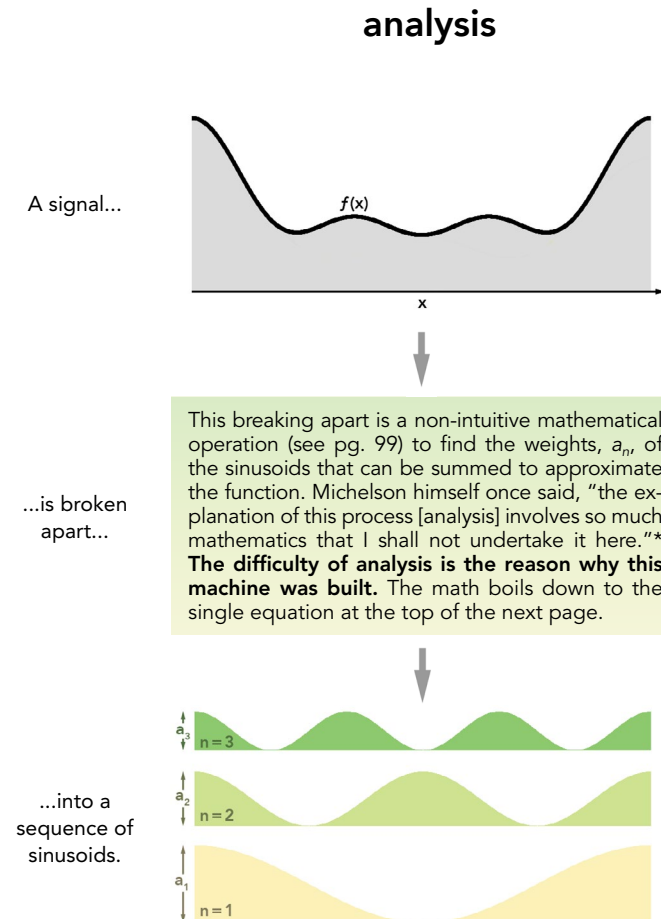 analysis
A signal...
f(x)
x
...is broken
apart...
This breaking apart is a non-intuitive mathematical
operation (see pg. 99) to find the weights, aₙ, of
the sinusoids that can be summed to approximate
the function. Michelson himself once said, “the ex-
planation of this process [analysis] involves so much
mathematics that I shall not undertake it here.”*
The difficulty of analysis is the reason why this
machine was built. The math boils down to the
single equation at the top of the next page.
...into a
sequence of
sinusoids.
a₃
n=3
a₂
n=2
a₁
n=1